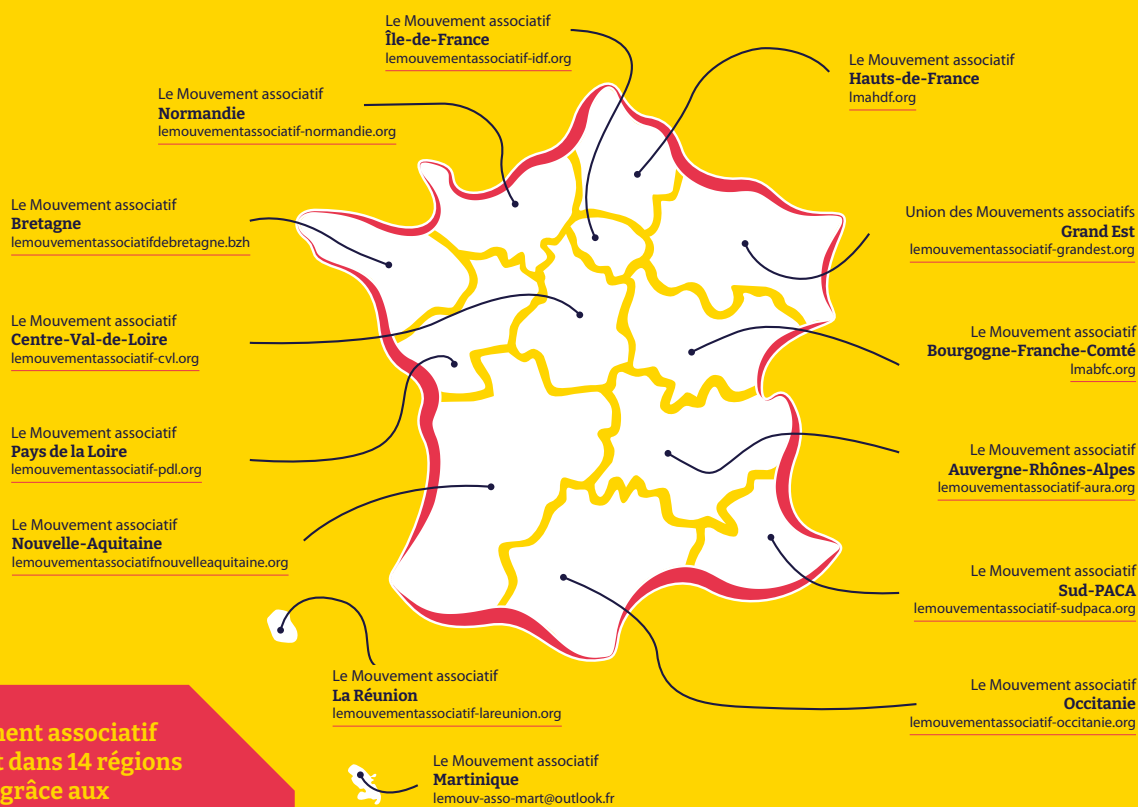 Le Mouvement associatif
Île-de-France
lemouvementassociatif-idf.org
Le Mouvement associatif
Hauts-de-France
lmahdf.org
Le Mouvement associatif
Normandie
lemouvementassociatif-normandie.org
Le Mouvement associatif
Bretagne
lemouvementassociatifdebretagne.bzh
Union des Mouvements associatifs
Grand Est
lemouvementassociatif-grandest.org
Le Mouvement associatif
Centre-Val-de-Loire
lemouvementassociatif-cvl.org
Le Mouvement associatif
Bourgogne-Franche-Comté
lmabfc.org
Le Mouvement associatif
Pays de la Loire
lemouvementassociatif-pdl.org
Le Mouvement associatif
Auvergne-Rhônes-Alpes
lemouvementassociatif-aura.org
Le Mouvement associatif
Nouvelle-Aquitaine
lemouvementassociatifnouvelleaquitaine.org
Le Mouvement associatif
Sud-PACA
lemouvementassociatif-sudpaca.org
Le Mouvement associatif
La Réunion
lemouvementassociatif-lareunion.org
Le Mouvement associatif
Occitanie
lemouvementassociatif-occitanie.org
Le Mouvement associatif
Martinique
lemouv-asso-mart@outlook.fr
ment associatif
t dans 14 régions
grâce aux